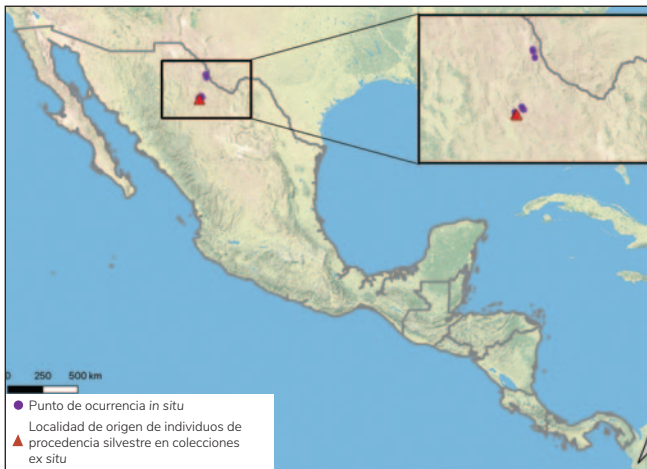 0 250 500 km
Punto de ocurrencia in situ
Localidad de origen de individuos de
procedencia silvestre en colecciones
ex situ